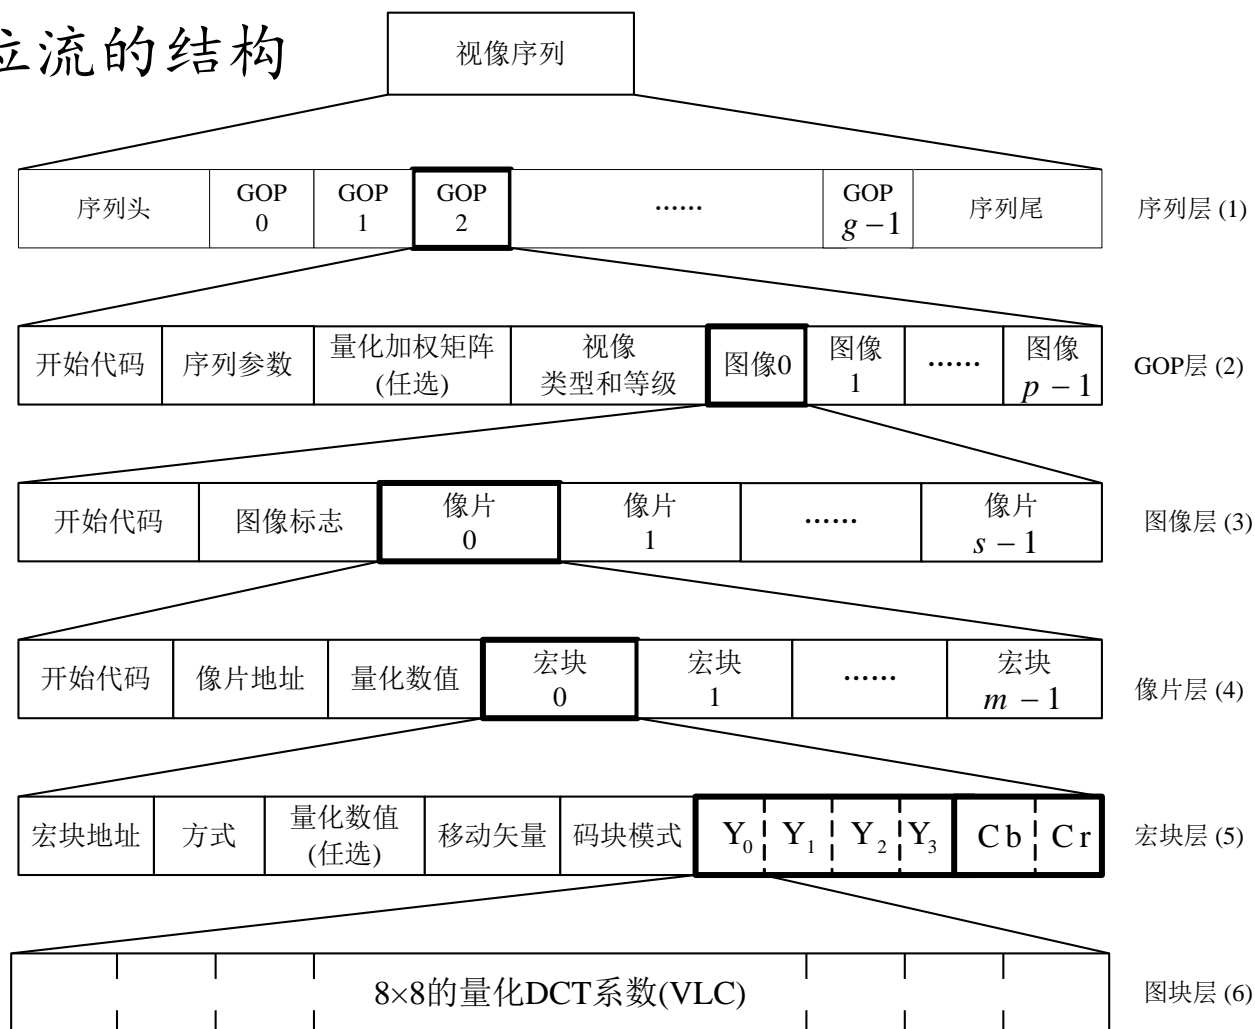 位流的结构
视像序列
序列头
GOP
0
GOP
1
GOP
2
······
GOP
g－1
序列尾
序列层 (1)
开始代码
序列参数
量化加权矩阵
(任选)
视像
类型和等级
图像0
图像
1
······
图像
p－1
GOP层 (2)
开始代码
图像标志
像片
0
像片
1
······
像片
s－1
图像层 (3)
开始代码
像片地址
量化数值
宏块
0
宏块
1
······
宏块
m－1
像片层 (4)
宏块地址
方式
量化数值
(任选)
移动矢量
码块模式
Y₀
Y₁
Y₂
Y₃
Cb
Cr
宏块层 (5)
8×8的量化DCT系数(VLC)
图块层 (6)